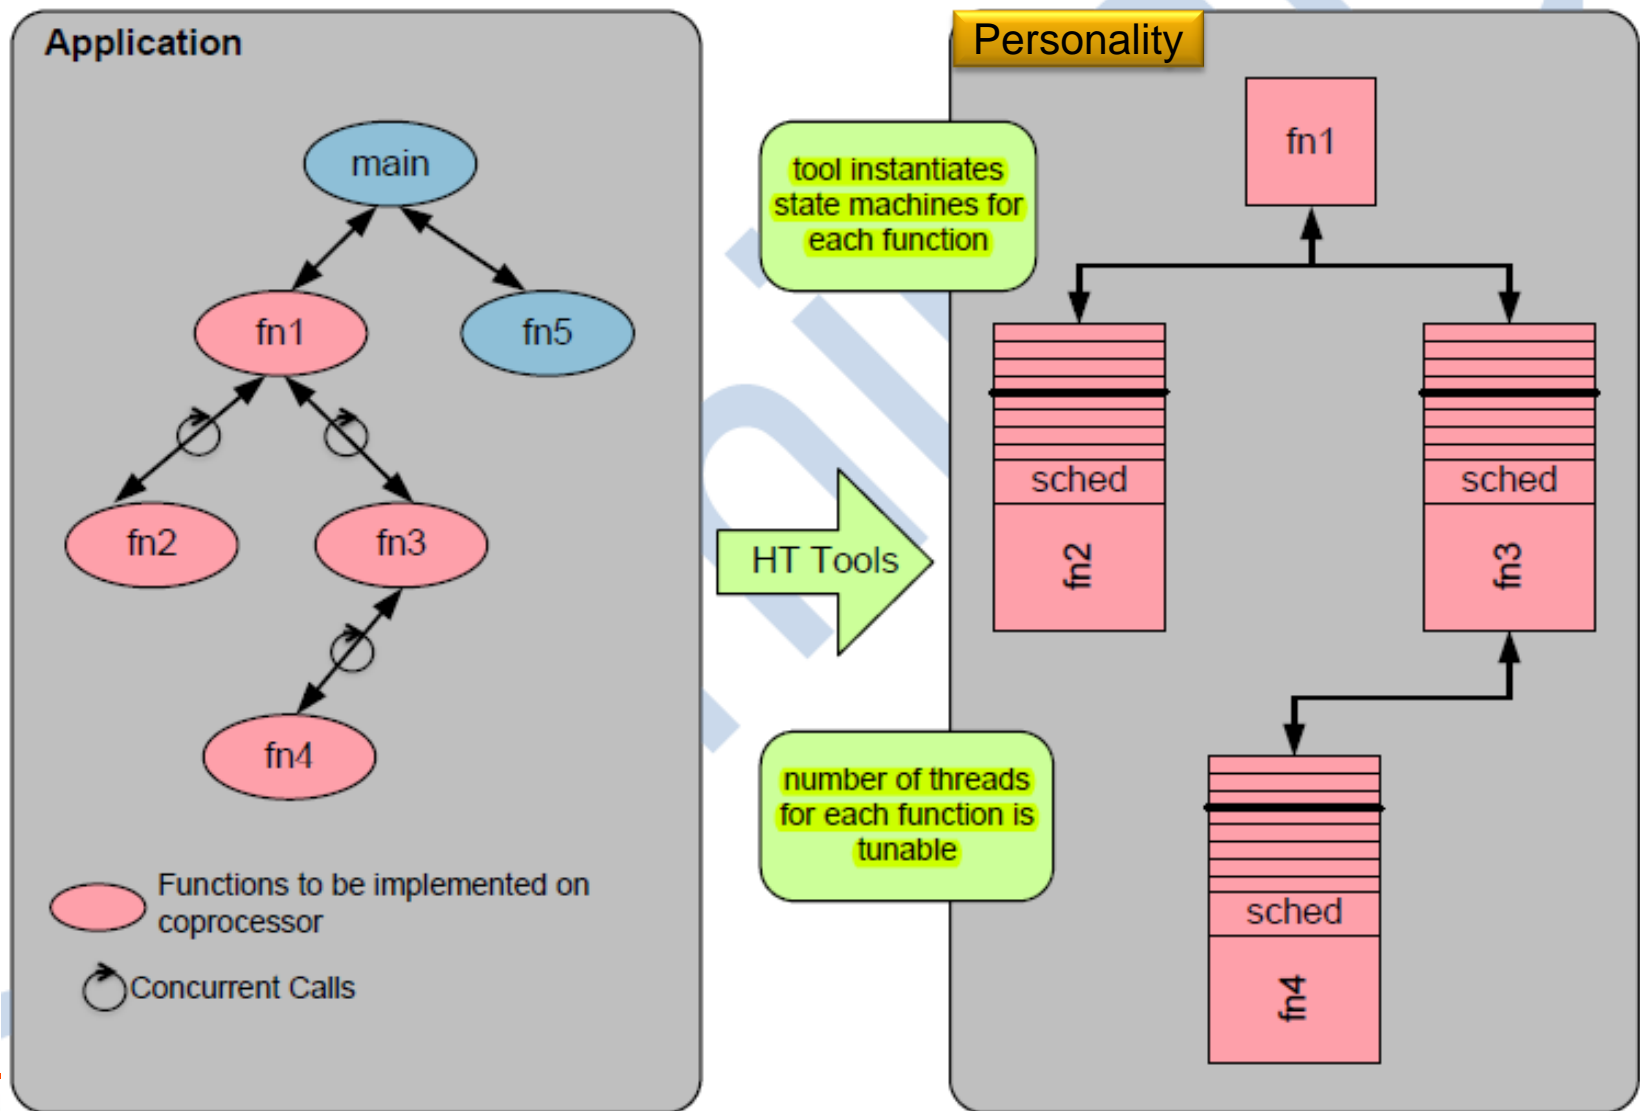 Application
main
fn1
fn5
fn2
fn3
fn4
Functions to be implemented on
coprocessor
Concurrent Calls
HT Tools
tool instantiates
state machines for
each function
number of threads
for each function is
tunable
Personality
fn1
sched
fn2
sched
fn3
sched
fn4